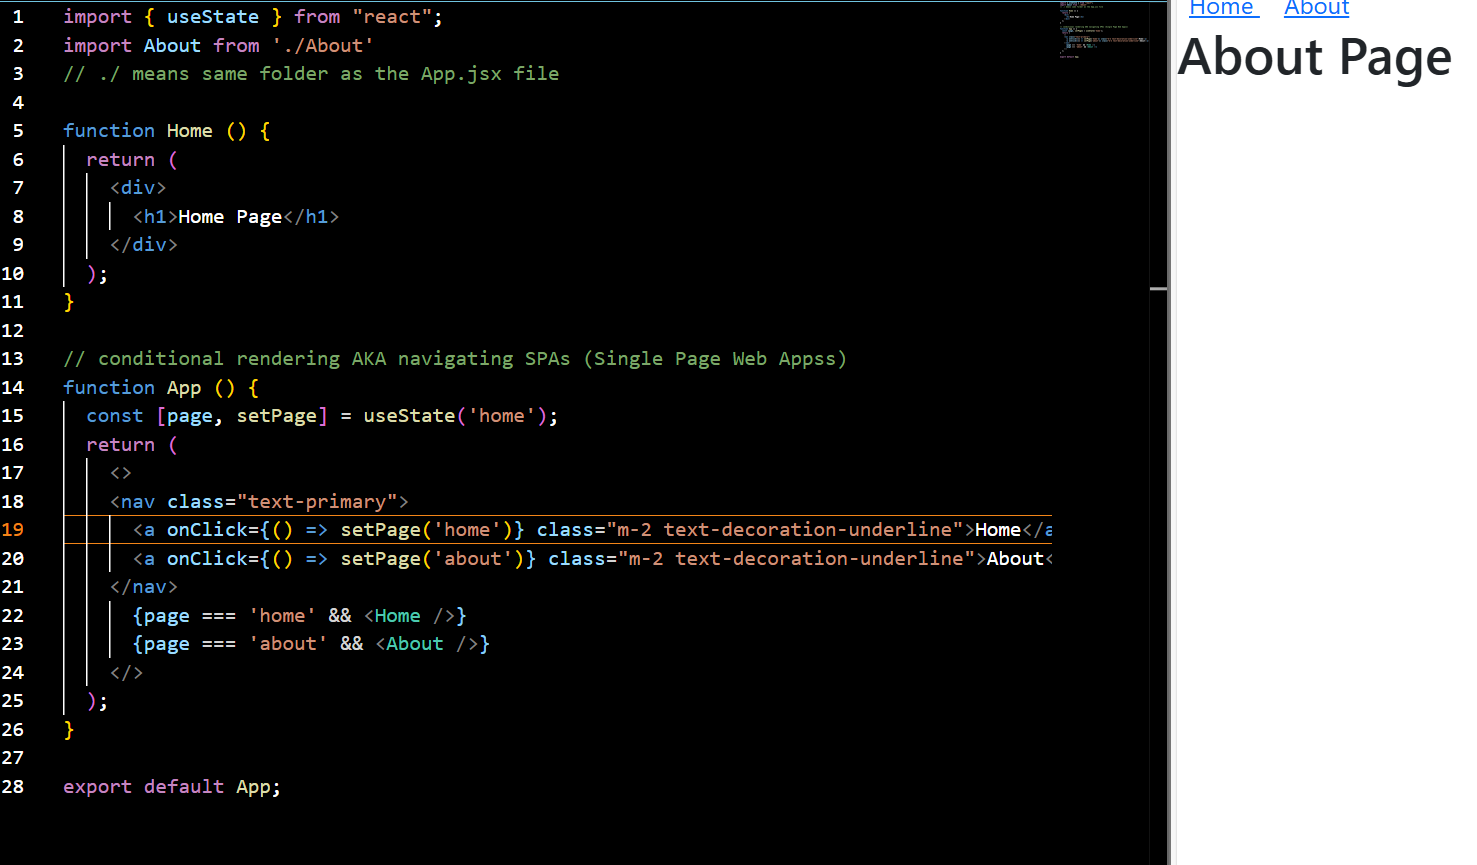 1 import { useState } from "react";
2 import About from './About'
3 // ./ means same folder as the App.jsx file
4
5 function Home () {
6 return (
7 <div>
8 <h1>Home Page</h1>
9 </div>
10 );
11 }
12
13 // conditional rendering AKA navigating SPAs (Single Page Web Appss)
14 function App () {
15 const [page, setPage] = useState('home');
16 return (
17 <>
18 <nav class="text-primary">
19 <a onClick={() => setPage('home')} class="m-2 text-decoration-underline">Home</a
20 <a onClick={() => setPage('about')} class="m-2 text-decoration-underline">About<
21 </nav>
22 {page === 'home' && <Home />}
23 {page === 'about' && <About />}
24 </>
25 );
26 }
27
28 export default App;
Home About
About Page